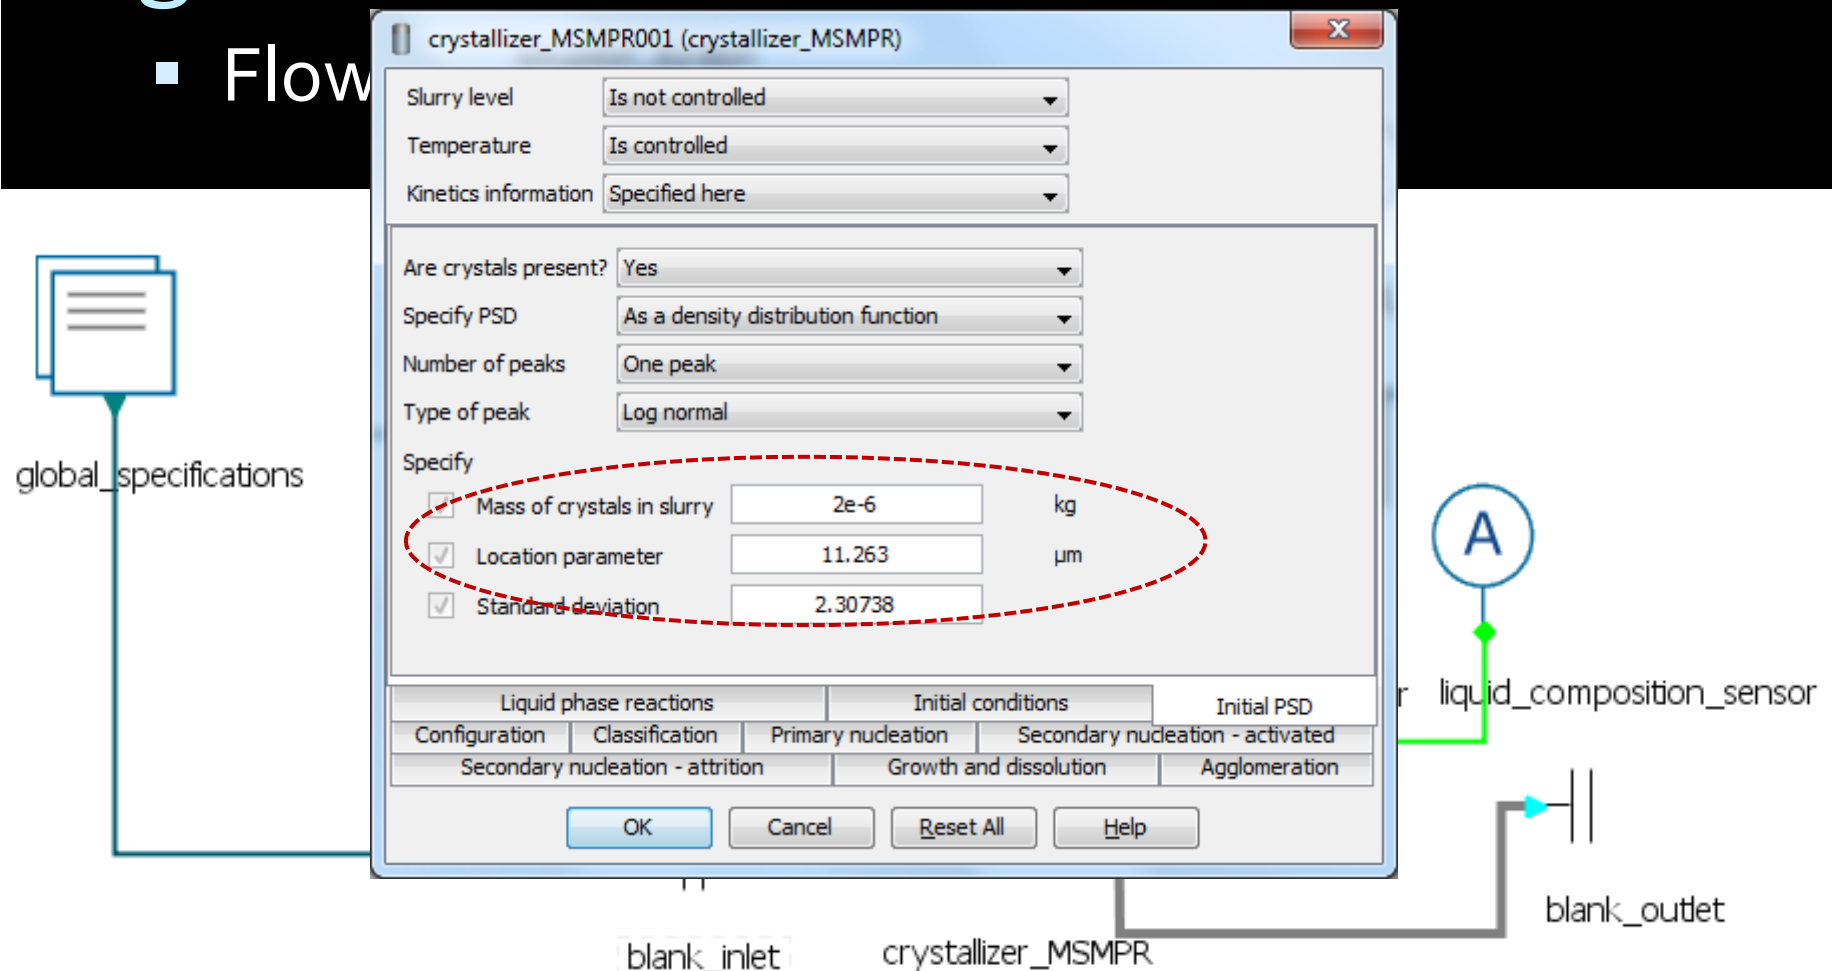 Flow
crystallizer_MSMPR001 (crystallizer_MSMPR)
Slurry level Is not controlled
Temperature Is controlled
Kinetics information Specified here
Are crystals present? Yes
Specify PSD As a density distribution function
Number of peaks One peak
Type of peak Log normal
Specify
Mass of crystals in slurry 2e-6 kg
Location parameter 11.263 µm
Standard deviation 2.30738
Liquid phase reactions Initial conditions Initial PSD
Configuration Classification Primary nucleation Secondary nucleation - activated
Secondary nucleation - attrition Growth and dissolution Agglomeration
OK Cancel Reset All Help
global_specifications
A
liquid_composition_sensor
blank_outlet
blank_inlet
crystallizer_MSMPR